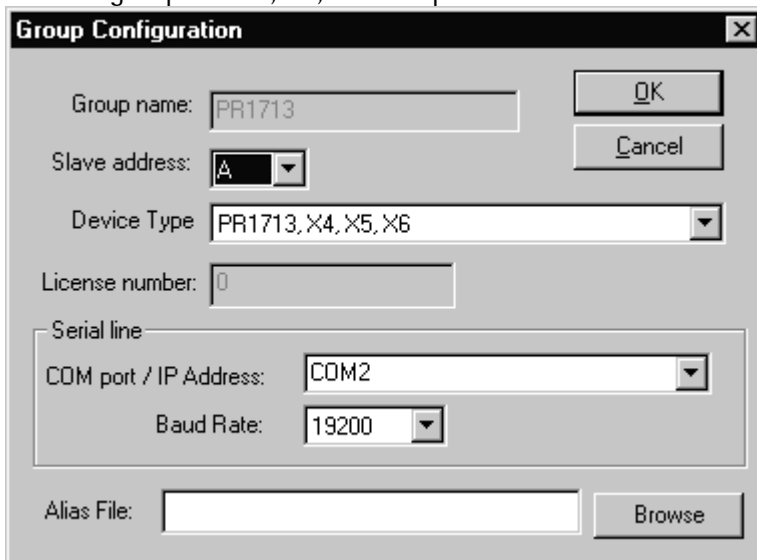 Group Configuration
Group name: PR1713
OK
Slave address: A
Cancel
Device Type PR1713, X4, X5, X6
License number: 0
Serial line
COM port / IP Address: COM2
Baud Rate: 19200
Alias File:
Browse